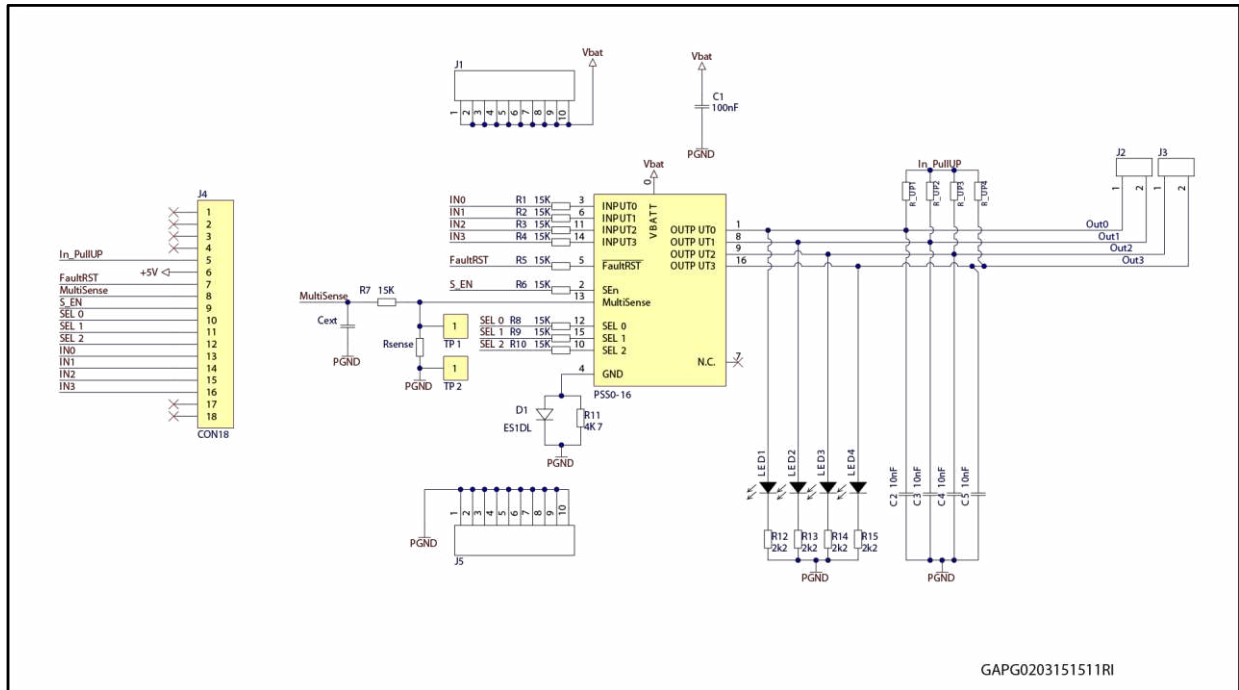 Vbat
J1
1 2 3 4 5 6 7 8 9 10
Vbat
C1
100nF
PGND
J4
1
2
3
4
In_PullUP 5
+5V 6
FaultRST 7
MultiSense 8
S_EN 9
SEL 0 10
SEL 1 11
SEL 2 12
IN0 13
IN1 14
IN2 15
IN3 16
17
18
CON18
Vbat
0
VBATT
IN0 R1 15K 3 INPUT0
IN1 R2 15K 6 INPUT1
IN2 R3 15K 11 INPUT2
IN3 R4 15K 14 INPUT3
FaultRST R5 15K 5 FaultRST
S_EN R6 15K 2 SEn
MultiSense R7 15K 13 MultiSense
SEL 0 R8 15K 12 SEL 0
SEL 1 R9 15K 15 SEL 1
SEL 2 R10 15K 10 SEL 2
4 GND
PSS0-16
OUTPUT0 1
OUTPUT1 8
OUTPUT2 9
OUTPUT3 16
N.C. 7
Cext
PGND
Rsense
PGND
1
TP1
1
TP2
D1
ES1DL
R11
4K7
PGND
In_PullUP
R_UP1
R_UP2
R_UP3
R_UP4
J2
1 2
J3
1 2
Out0
Out1
Out2
Out3
LED1
LED2
LED3
LED4
R12
2k2
R13
2k2
R14
2k2
R15
2k2
PGND
C2 10nF
C3 10nF
C4 10nF
C5 10nF
PGND
1 2 3 4 5 6 7 8 9 10
PGND
J5
GAPG0203151511RI